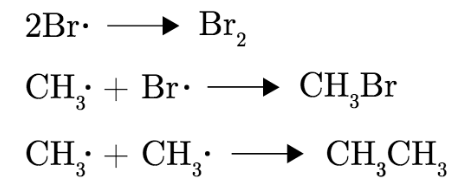 2Br· ⟶ Br₂
CH₃· + Br· ⟶ CH₃Br
CH₃· + CH₃· ⟶ CH₃CH₃